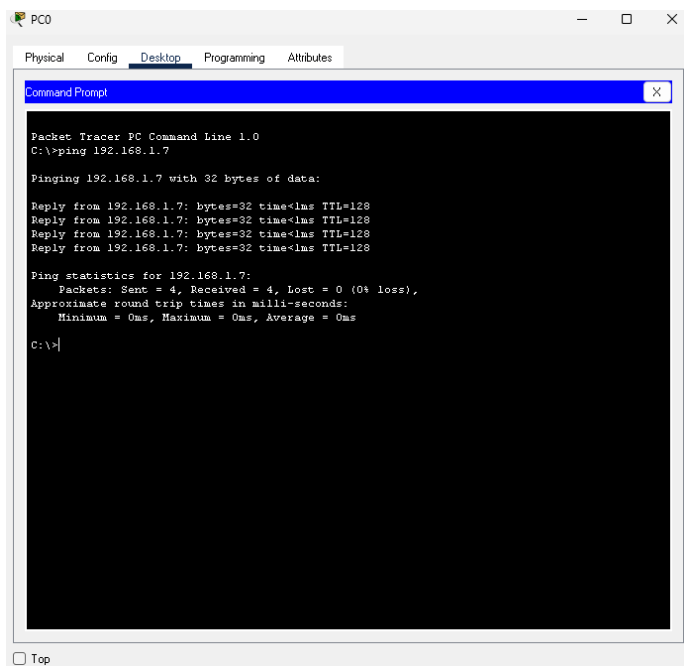 PC0
Physical Config Desktop Programming Attributes
Command Prompt
X
Packet Tracer PC Command Line 1.0
C:\>ping 192.168.1.7
Pinging 192.168.1.7 with 32 bytes of data:
Reply from 192.168.1.7: bytes=32 time<1ms TTL=128
Reply from 192.168.1.7: bytes=32 time<1ms TTL=128
Reply from 192.168.1.7: bytes=32 time<1ms TTL=128
Reply from 192.168.1.7: bytes=32 time<1ms TTL=128
Ping statistics for 192.168.1.7:
Packets: Sent = 4, Received = 4, Lost = 0 (0% loss),
Approximate round trip times in milli-seconds:
Minimum = 0ms, Maximum = 0ms, Average = 0ms
C:\>
Top